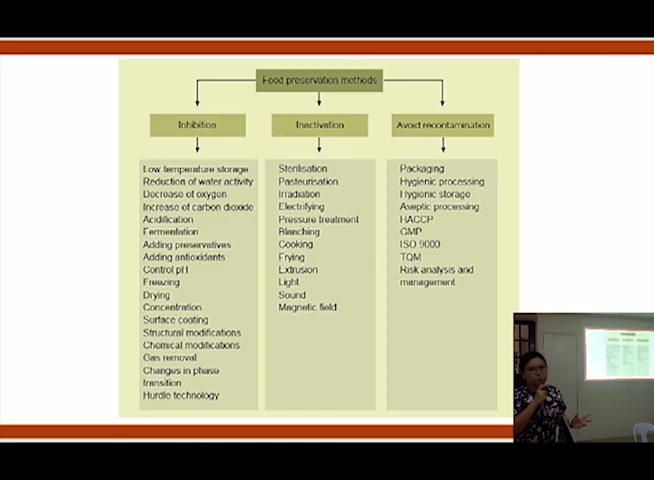 Food preservation methods
Inhibition
Inactivation
Avoid recontamination
Low temperature storage
Reduction of water activity
Decrease of oxygen
Increase of carbon dioxide
Acidification
Fermentation
Adding preservatives
Adding antioxidants
Control pH
Freezing
Drying
Concentration
Surface coating
Structural modifications
Chemical modifications
Gas removal
Changes in phase
transition
Hurdle technology
Sterilisation
Pasteurisation
Irradiation
Electrifying
Pressure treatment
Blanching
Cooking
Frying
Extrusion
Light
Sound
Magnetic field
Packaging
Hygienic processing
Hygienic storage
Aseptic processing
HACCP
GMP
ISO 9000
TQM
Risk analysis and
management